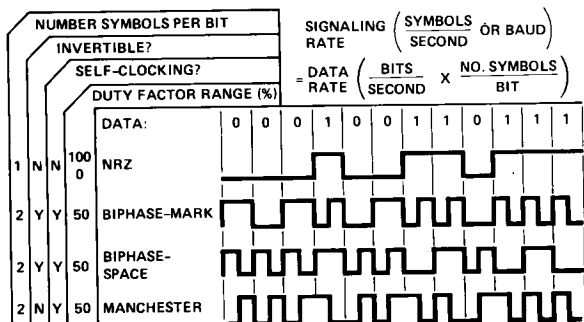 NUMBER SYMBOLS PER BIT
INVERTIBLE?
SELF-CLOCKING?
DUTY FACTOR RANGE (%)
SIGNALING RATE ( SYMBOLS / SECOND OR BAUD )
= DATA RATE ( BITS / SECOND X NO. SYMBOLS / BIT )
DATA: 0 0 0 1 0 0 1 1 0 1 1 1
1 N N 100 0 NRZ
2 Y Y 50 BIPHASE-MARK
2 Y Y 50 BIPHASE-SPACE
2 N Y 50 MANCHESTER